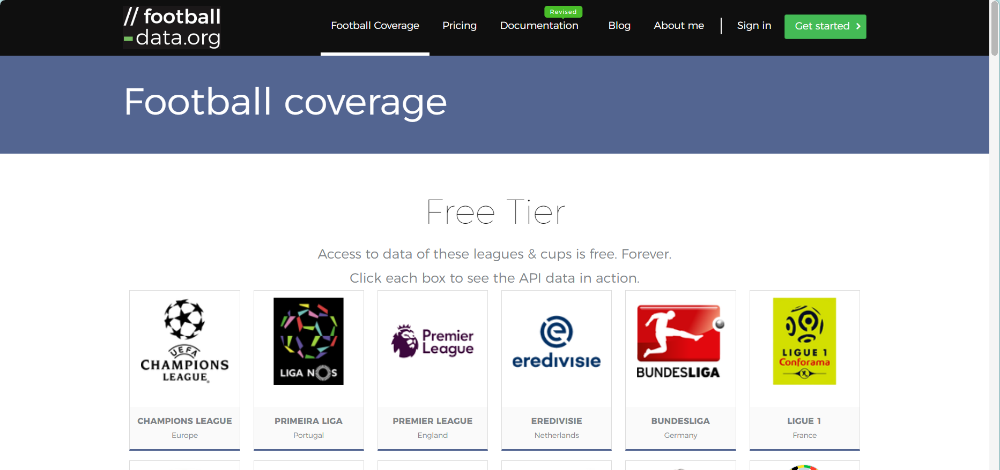 // football
-data.org
Football Coverage
Pricing
Revised
Documentation
Blog
About me
Sign in
Get started
Football coverage
Free Tier
Access to data of these leagues & cups is free. Forever.
Click each box to see the API data in action.
UEFA
CHAMPIONS
LEAGUE
CHAMPIONS LEAGUE
Europe
LIGA NOS
PRIMEIRA LIGA
Portugal
Premier
League
PREMIER LEAGUE
England
eredivisie
EREDIVISIE
Netherlands
BUNDESLIGA
BUNDESLIGA
Germany
LIGUE 1
Conforama
LIGUE 1
France